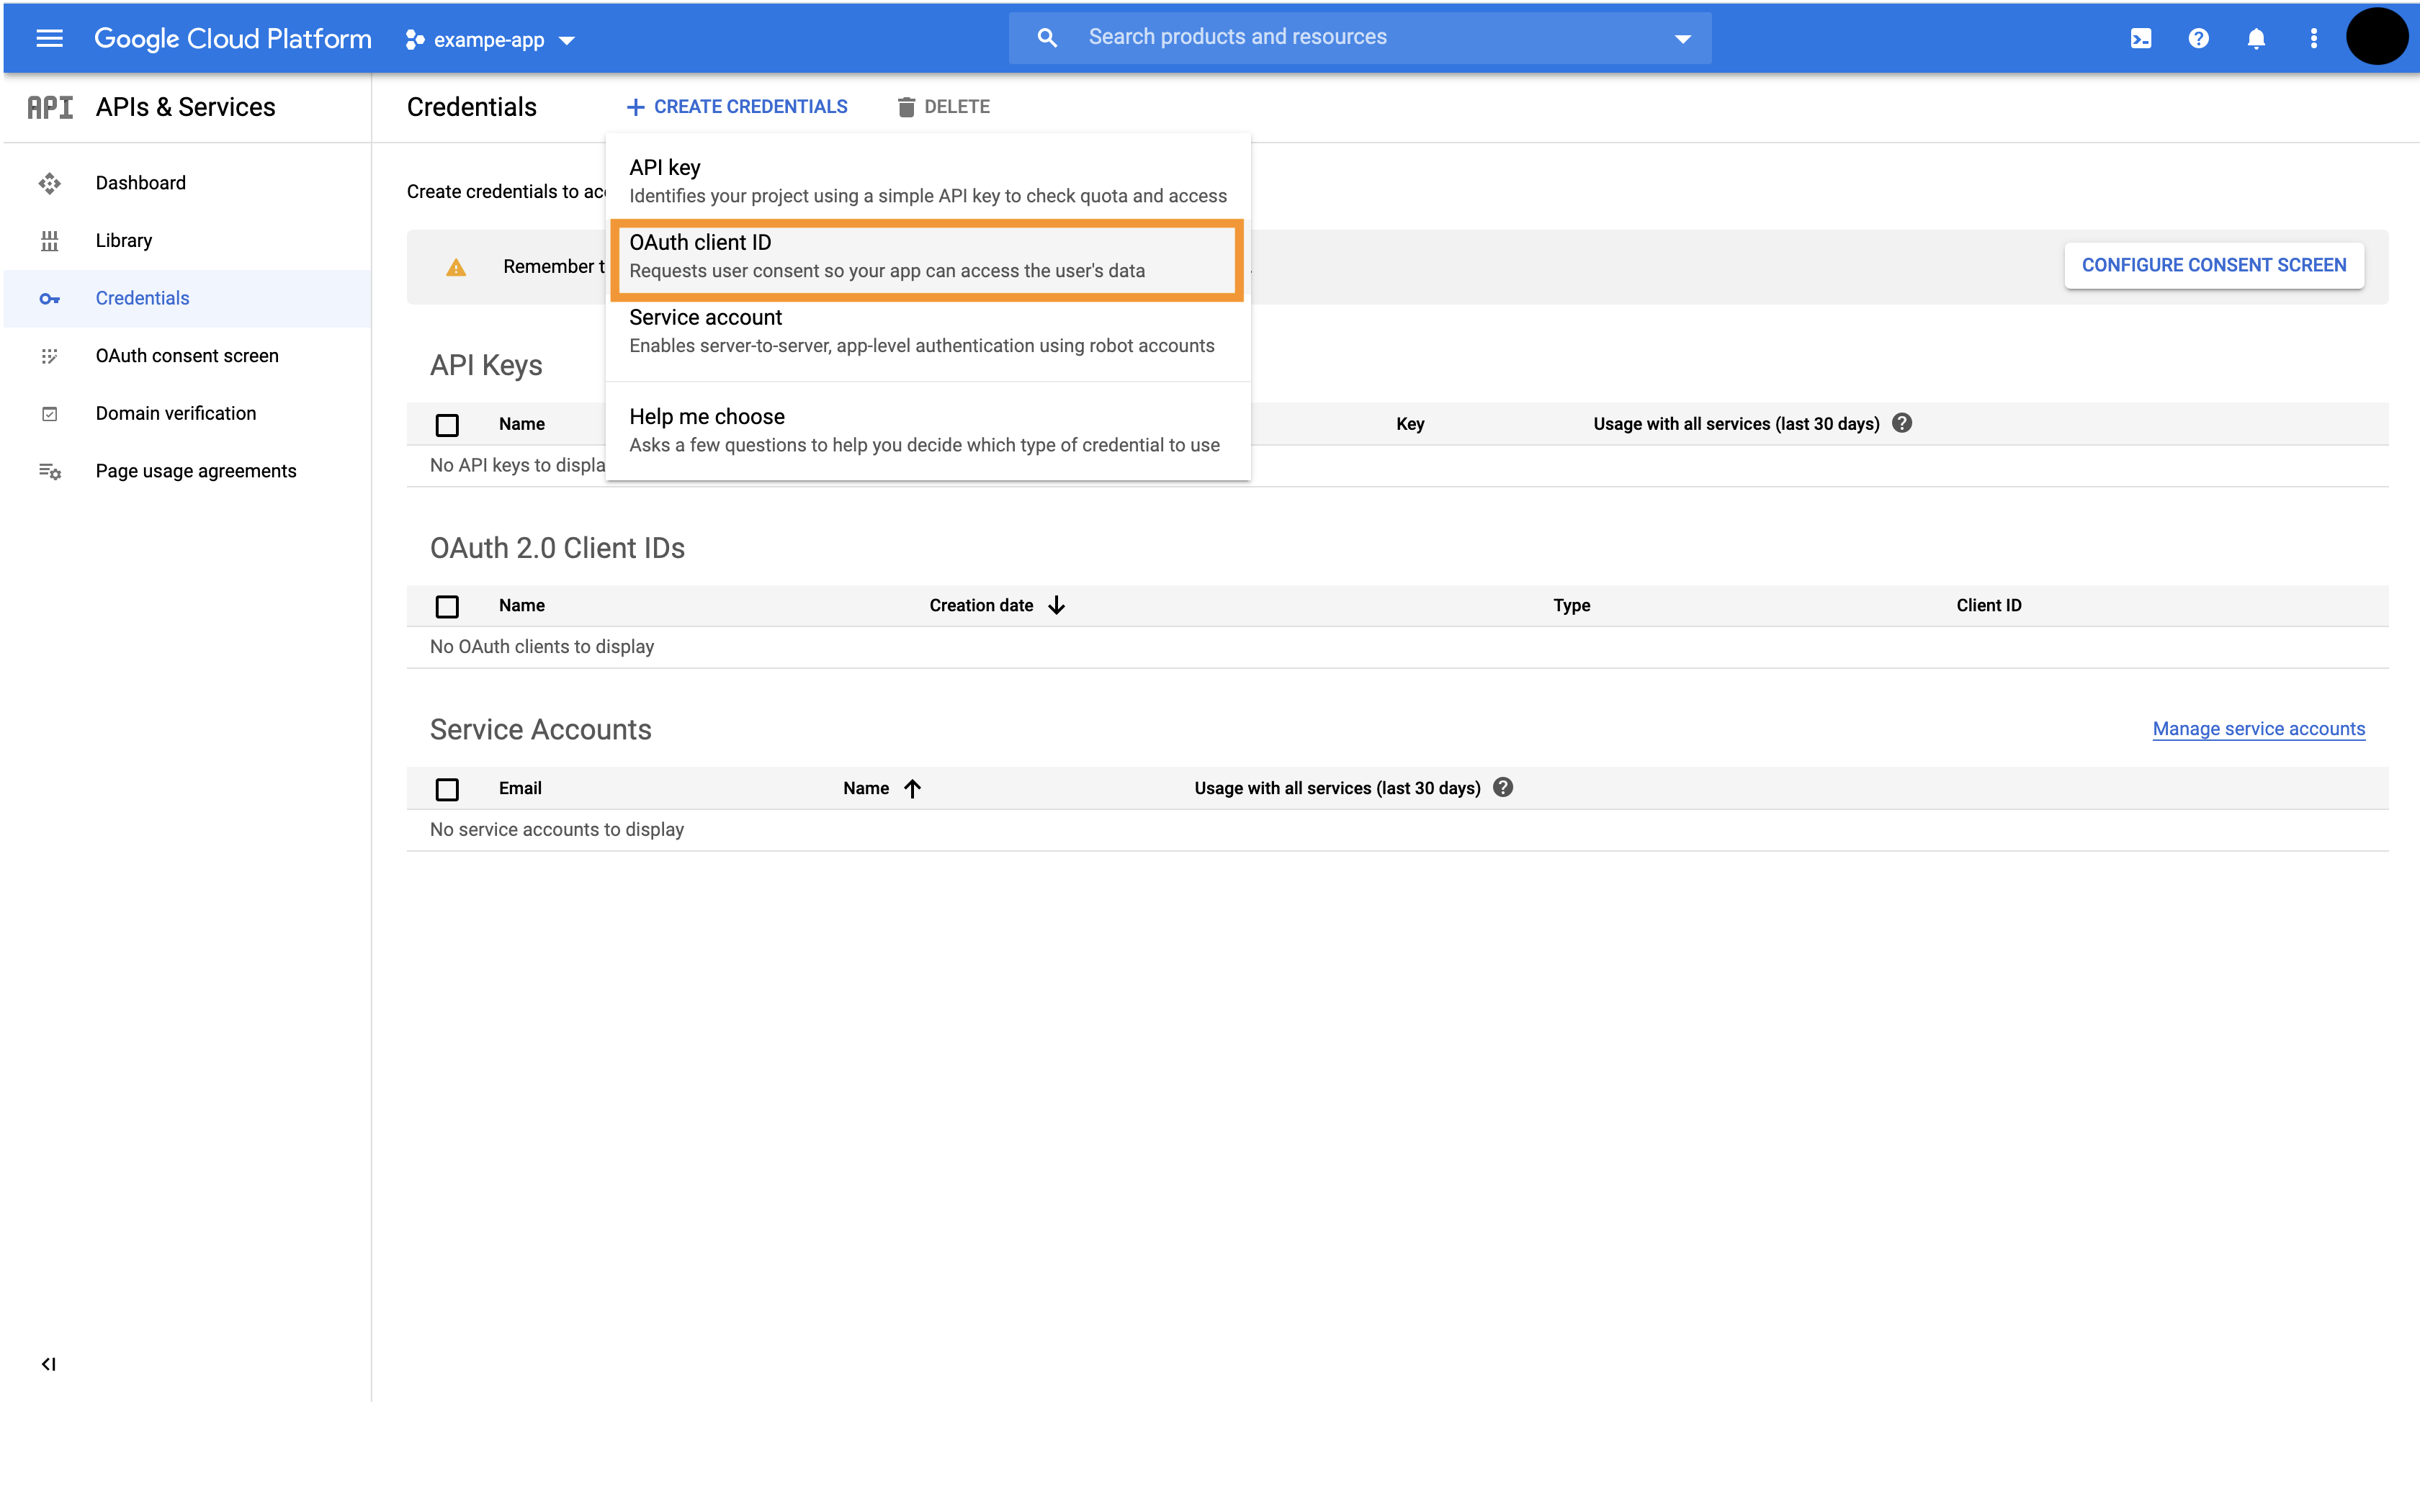 Google Cloud Platform
exampe-app
Search products and resources
API
APIs & Services
Credentials
CREATE CREDENTIALS
DELETE
Dashboard
Library
Credentials
OAuth consent screen
Domain verification
Page usage agreements
Create credentials to
API key
Identifies your project using a simple API key to check quota and access
OAuth client ID
Requests user consent so your app can access the user's data
Service account
Enables server-to-server, app-level authentication using robot accounts
Help me choose
Asks a few questions to help you decide which type of credential to use
Remember
CONFIGURE CONSENT SCREEN
API Keys
Name Key Usage with all services (last 30 days)
No API keys to displa
OAuth 2.0 Client IDs
Name Creation date Type Client ID
No OAuth clients to display
Service Accounts
Manage service accounts
Email Name Usage with all services (last 30 days)
No service accounts to display